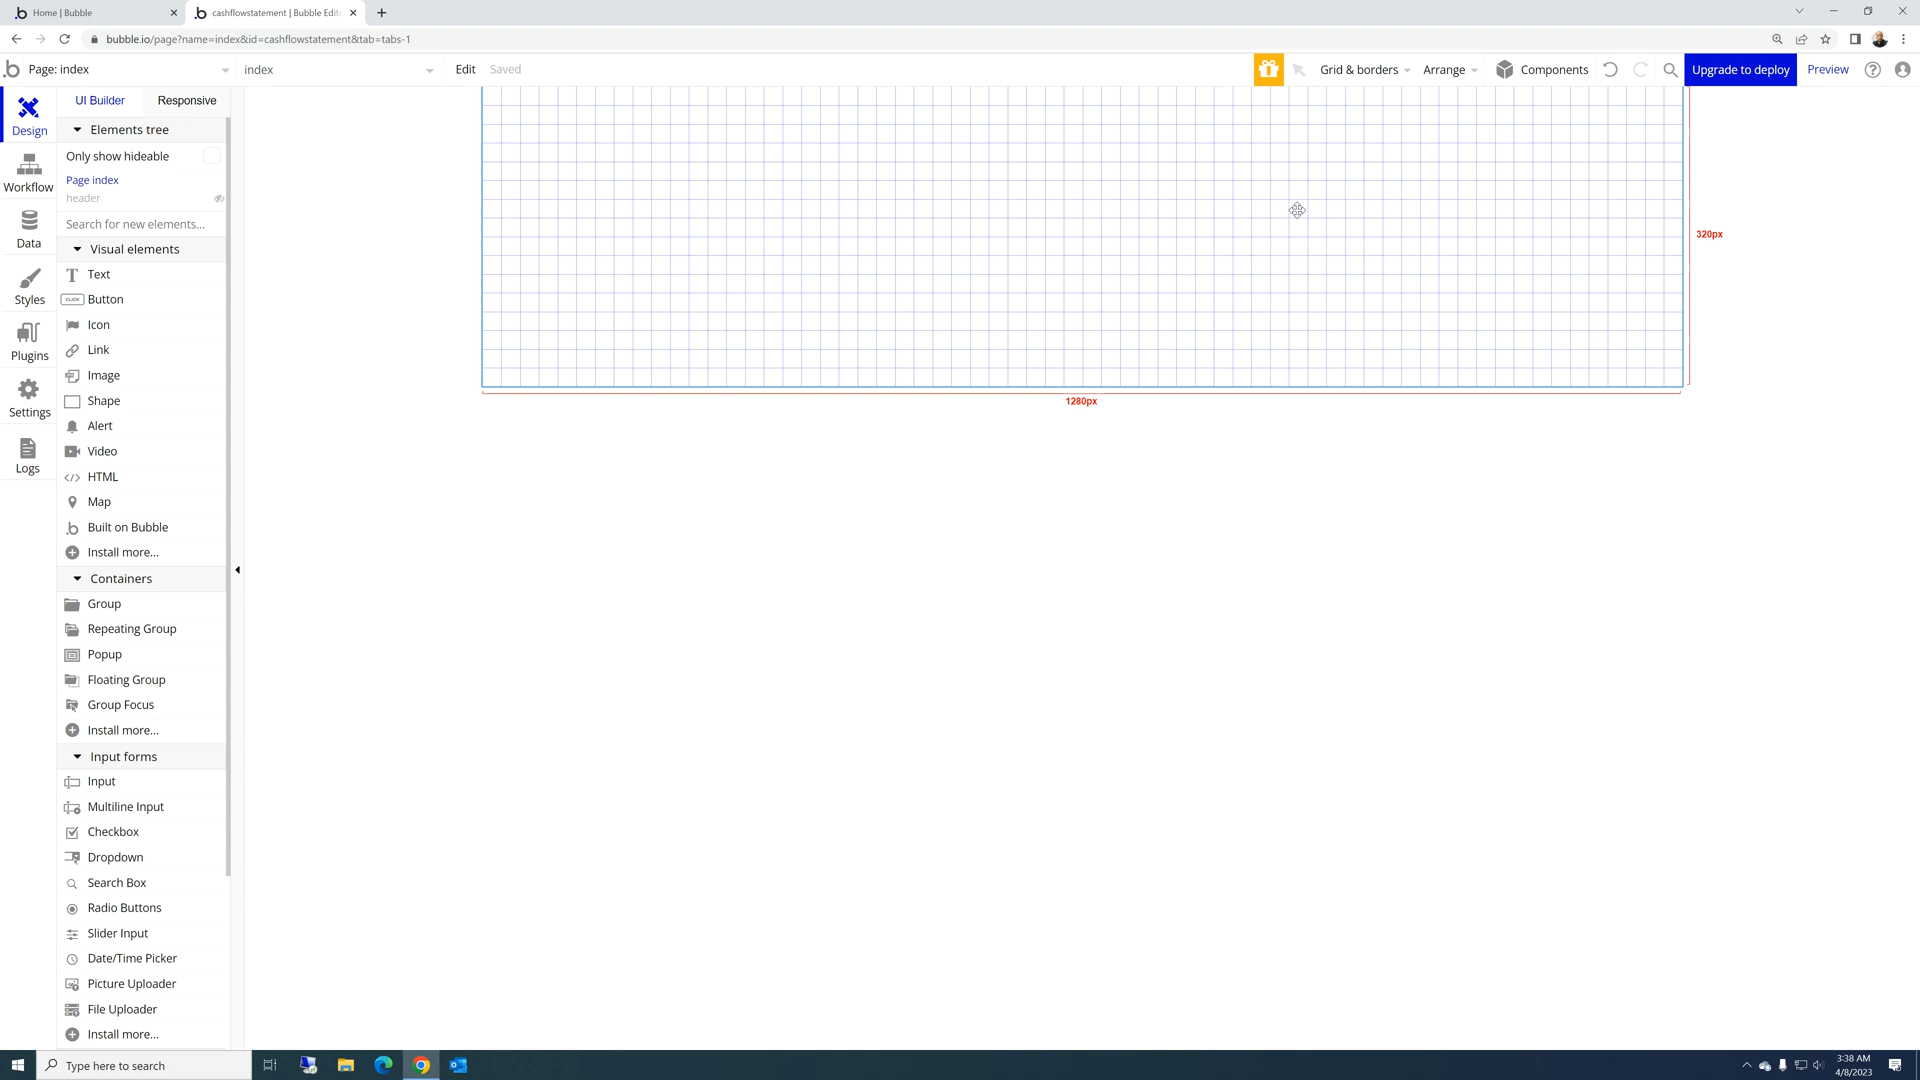 Home | Bubble
cashflowstatement | Bubble Edit
bubble.io/page?name=index&id=cashflowstatement&tab=tabs-1
Page: index
index
Edit
Saved
Grid & borders
Arrange
Components
Upgrade to deploy
Preview
Design
Workflow
Data
Styles
Plugins
Settings
Logs
UI Builder
Responsive
Elements tree
Only show hideable
Page index
header
Search for new elements...
Visual elements
Text
CLICK Button
Icon
Link
Image
Shape
Alert
Video
HTML
Map
Built on Bubble
Install more...
Containers
Group
Repeating Group
Popup
Floating Group
Group Focus
Install more...
Input forms
Input
Multiline Input
Checkbox
Dropdown
Search Box
Radio Buttons
Slider Input
Date/Time Picker
Picture Uploader
File Uploader
Install more...
320px
1280px
Type here to search
3:38 AM
4/8/2023